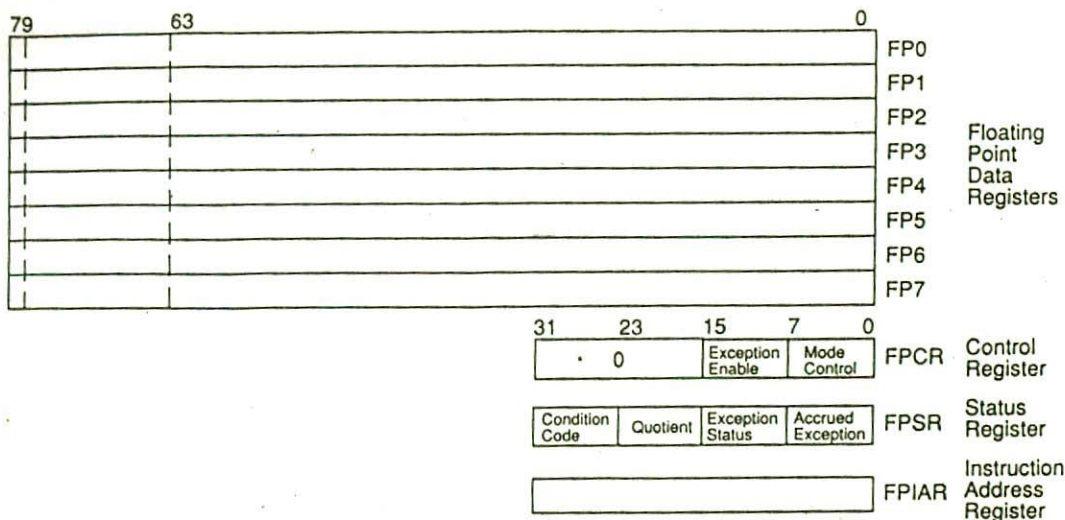 79 63 0
FP0
FP1
FP2
FP3
FP4
FP5
FP6
FP7
Floating
Point
Data
Registers
31 23 15 7 0
0
Exception
Enable
Mode
Control
FPCR
Control
Register
Condition
Code
Quotient
Exception
Status
Accrued
Exception
FPSR
Status
Register
FPIAR
Instruction
Address
Register